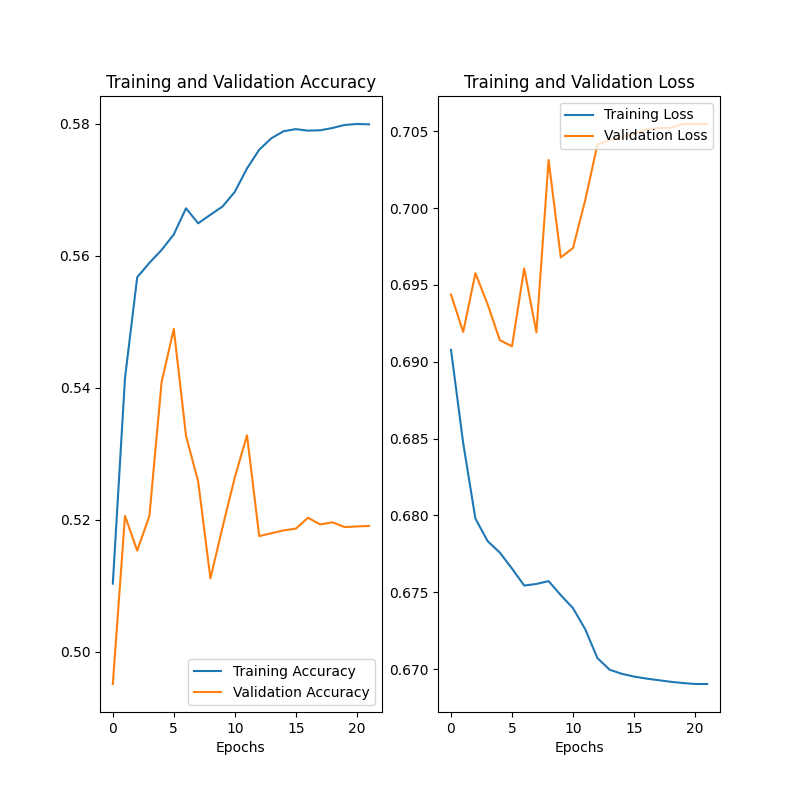 Training and Validation Accuracy
0.58
0.56
0.54
0.52
0.50
0
5
10
15
20
Epochs
Training Accuracy
Validation Accuracy
Training and Validation Loss
0.705
0.700
0.695
0.690
0.685
0.680
0.675
0.670
0
5
10
15
20
Epochs
Training Loss
Validation Loss